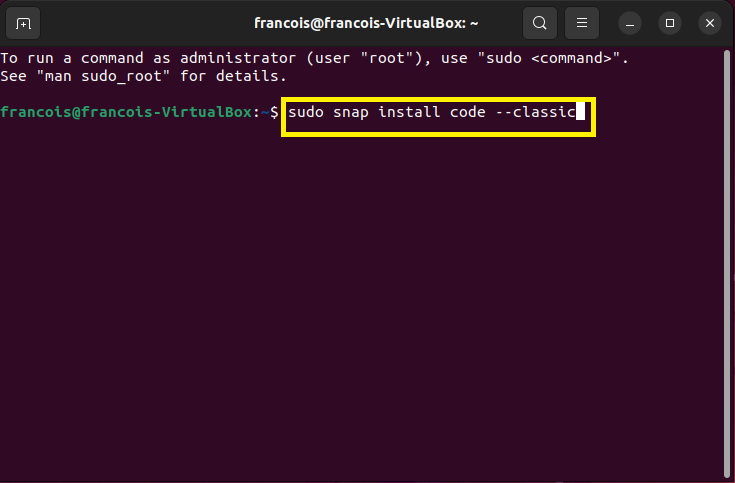 francois@francois-VirtualBox: ~
To run a command as administrator (user "root"), use "sudo <command>".
See "man sudo_root" for details.
francois@francois-VirtualBox:~$ sudo snap install code --classic